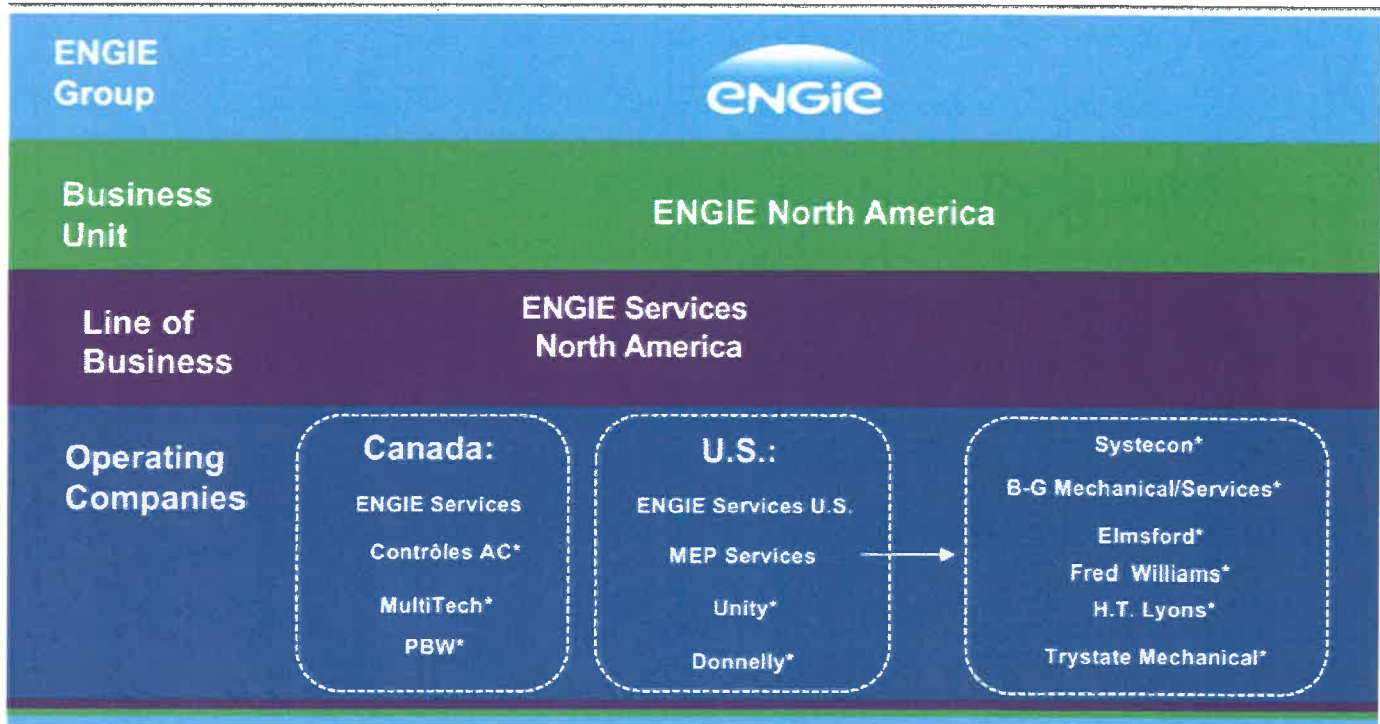 ENGIE
Group
ENGIE
Business
Unit
ENGIE North America
Line of
Business
ENGIE Services
North America
Operating
Companies
Canada:
ENGIE Services
Contrôles AC*
MultiTech*
PBW*
U.S.:
ENGIE Services U.S.
MEP Services
Unity*
Donnelly*
Systecon*
B-G Mechanical/Services*
Elmsford*
Fred Williams*
H.T. Lyons*
Trystate Mechanical*